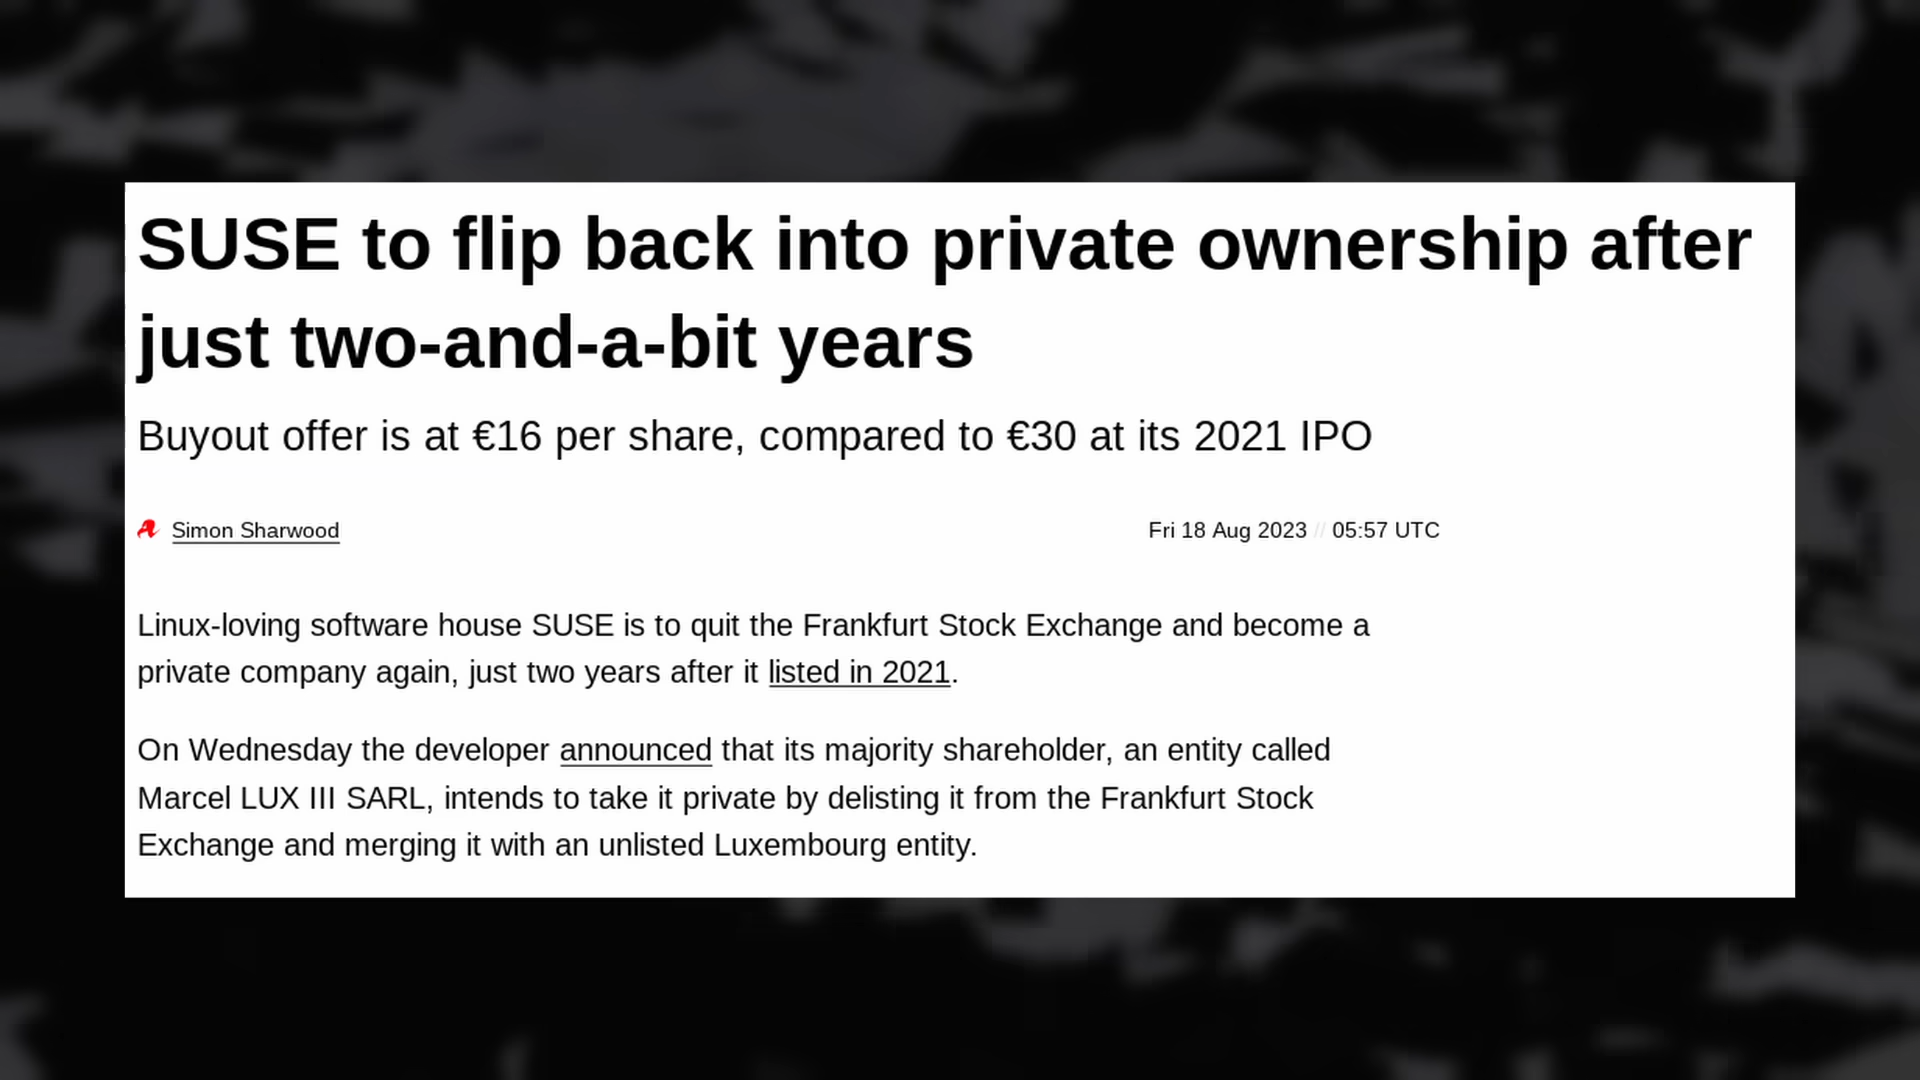 SUSE to flip back into private ownership after
just two-and-a-bit years
Buyout offer is at €16 per share, compared to €30 at its 2021 IPO
Simon Sharwood
Fri 18 Aug 2023 // 05:57 UTC
Linux-loving software house SUSE is to quit the Frankfurt Stock Exchange and become a
private company again, just two years after it listed in 2021.
On Wednesday the developer announced that its majority shareholder, an entity called
Marcel LUX III SARL, intends to take it private by delisting it from the Frankfurt Stock
Exchange and merging it with an unlisted Luxembourg entity.